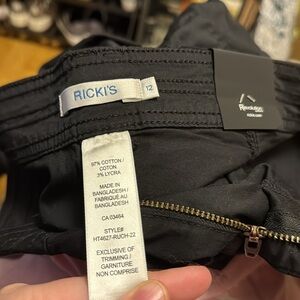 RICKI'S
12
Revolution
97% COTTON /
COTON
3% LYCRA
MADE IN
BANGLADESH /
FABRIQUÉ AU
BANGLADESH
CA 03464
STYLE#
HT4627-RUCH-22
EXCLUSIVE OF
TRIMMING /
GARNITURE
NON COMPRISE